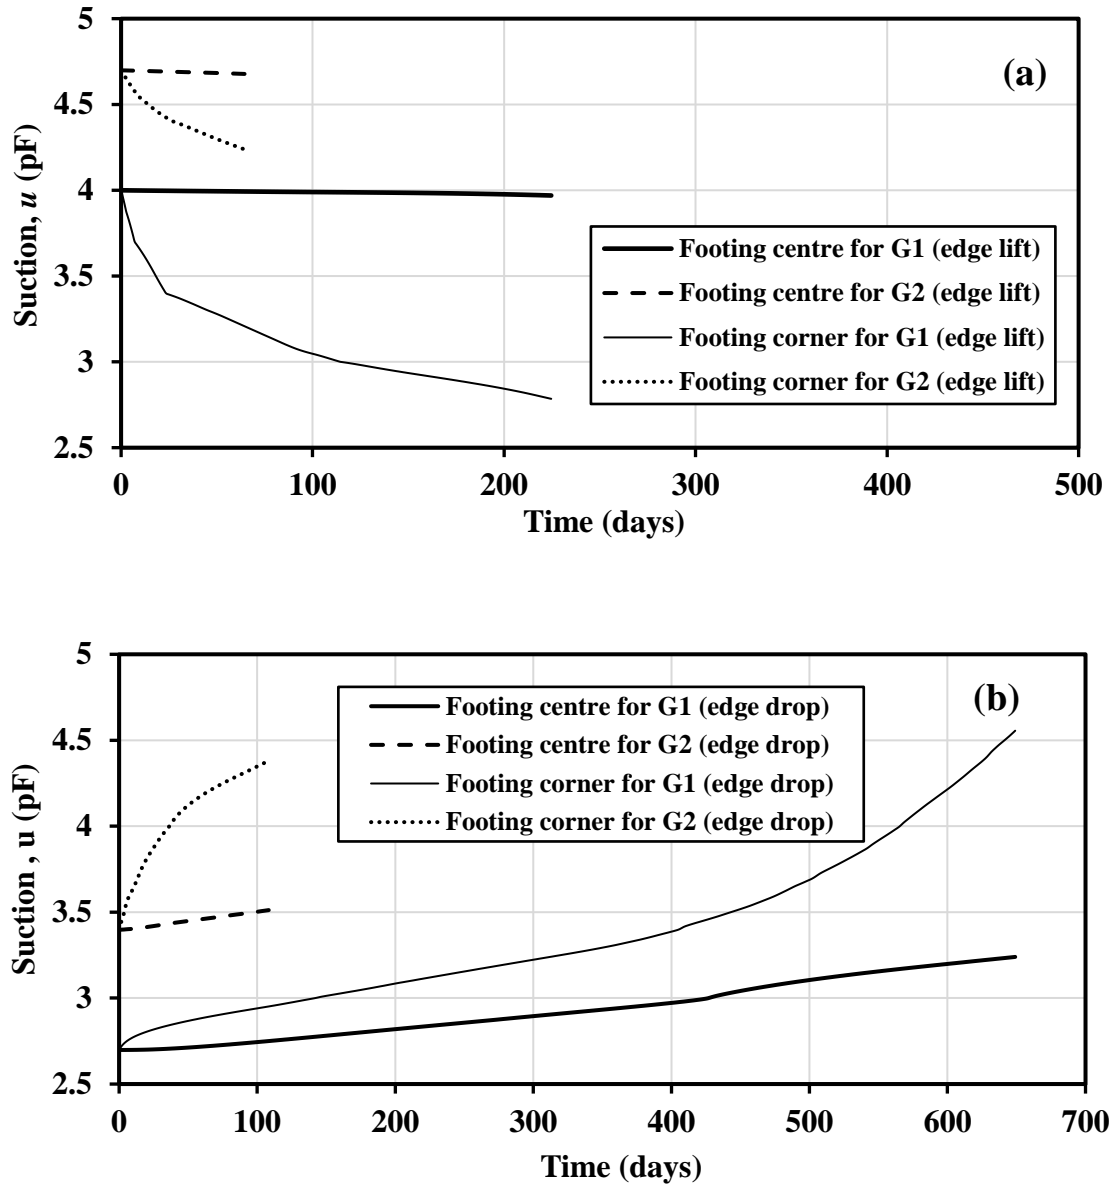 5
4.5
4
3.5
3
2.5
Suction, u (pF)
(a)
Footing centre for G1 (edge lift)
Footing centre for G2 (edge lift)
Footing corner for G1 (edge lift)
Footing corner for G2 (edge lift)
0 100 200 300 400 500
Time (days)
5
4.5
4
3.5
3
2.5
Suction , u (pF)
(b)
Footing centre for G1 (edge drop)
Footing centre for G2 (edge drop)
Footing corner for G1 (edge drop)
Footing corner for G2 (edge drop)
0 100 200 300 400 500 600 700
Time (days)